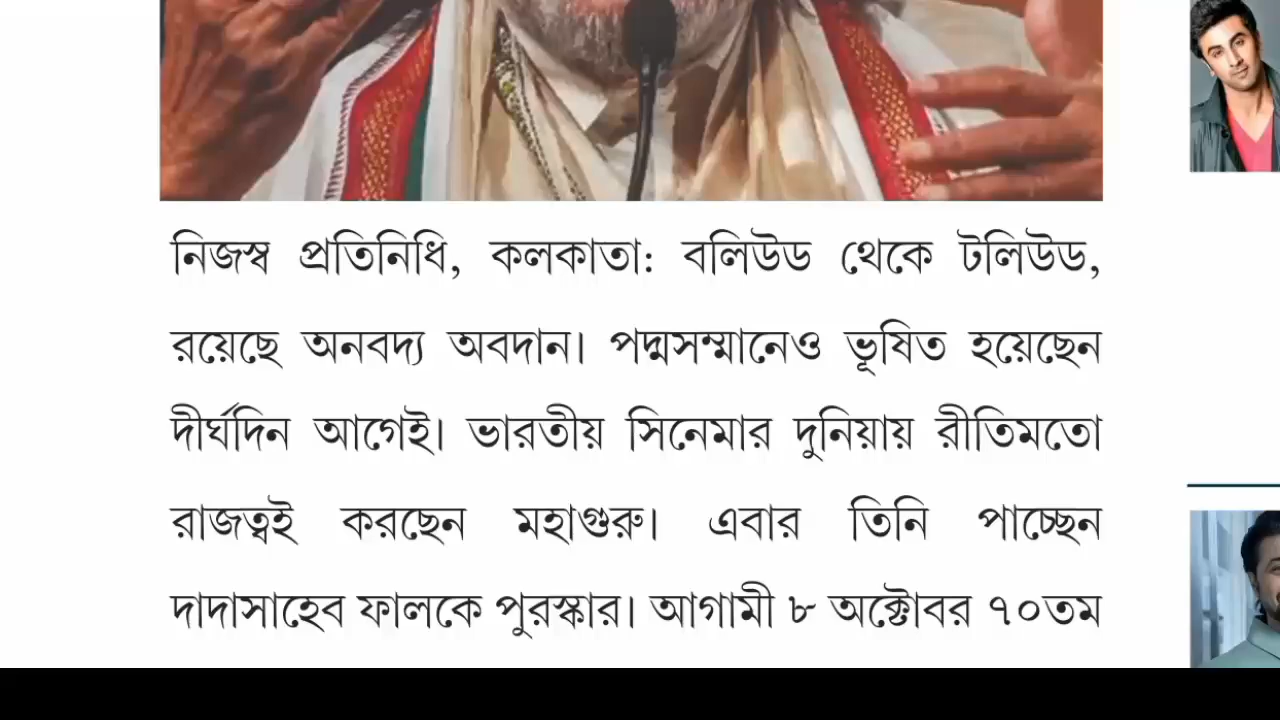 নিজস্ব প্রতিনিধি, কলকাতা: বলিউড থেকে টলিউড,
রয়েছে অনবদ্য অবদান। পদ্মসম্মানেও ভূষিত হয়েছেন
দীর্ঘদিন আগেই। ভারতীয় সিনেমার দুনিয়ায় রীতিমতো
রাজত্বই করছেন মহাগুরু। এবার তিনি পাচ্ছেন
দাদাসাহেব ফালকে পুরস্কার। আগামী ৮ অক্টোবর ৭০তম